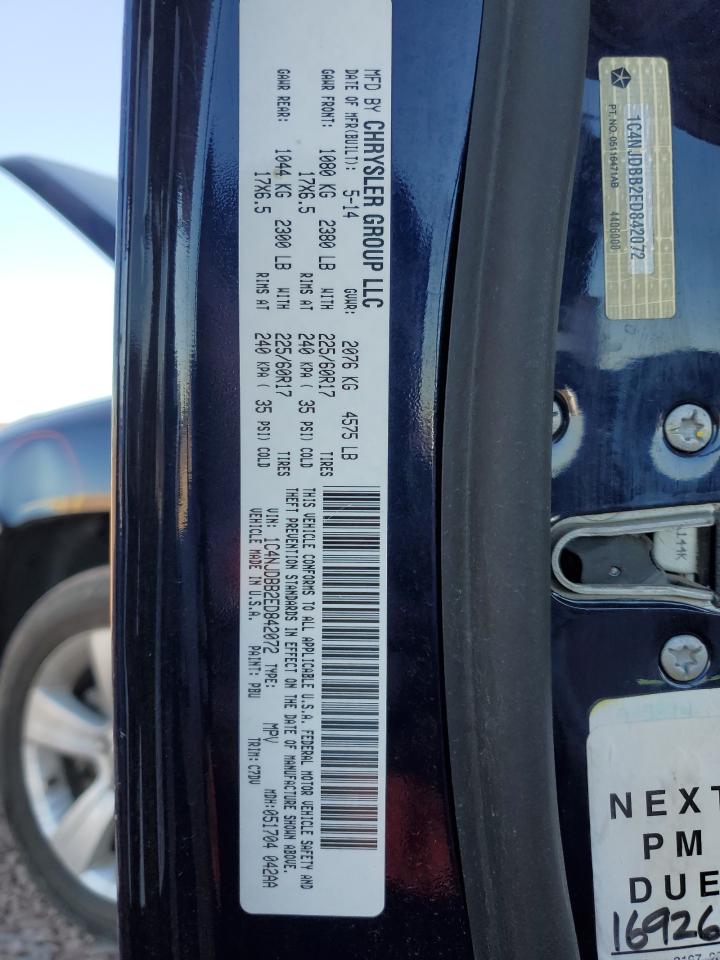 MFD BY CHRYSLER GROUP LLC
DATE OF MFR(BUILT): 5-14 GVWR: 2076 KG 4575 LB
GAWR FRONT: 1080 KG 2380 LB WITH 225/60R17 TIRES
17X6.5 RIMS AT 240 KPA ( 35 PSI) COLD
GAWR REAR: 1044 KG 2300 LB WITH 225/60R17 TIRES
17X6.5 RIMS AT 240 KPA ( 35 PSI) COLD
THIS VEHICLE CONFORMS TO ALL APPLICABLE U.S.A. FEDERAL MOTOR VEHICLE SAFETY AND
THEFT PREVENTION STANDARDS IN EFFECT ON THE DATE OF MANUFACTURE SHOWN ABOVE.
VIN: 1C4NJDBB2ED842072 TYPE: MPV MDH:051704 042AA
VEHICLE MADE IN U.S.A. PAINT: PBU TRIM: C7DV
1C4NJDBB2ED842072
PT. NO. 05116471AB 4406000
A144K
NEXT
PM
DUE
16926